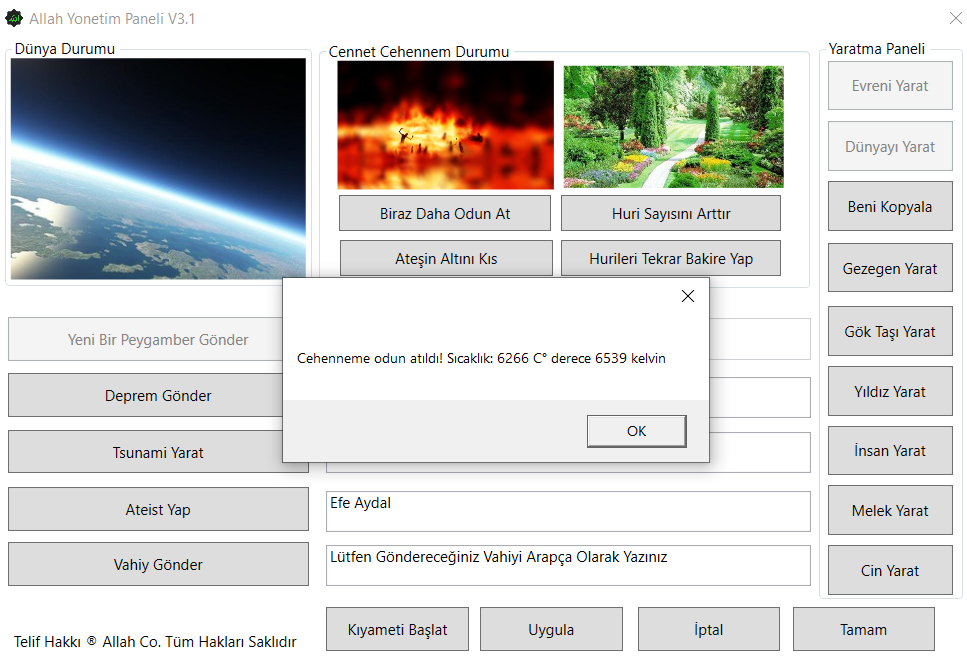 Allah Yonetim Paneli V3.1
Dünya Durumu
Cennet Cehennem Durumu
Yaratma Paneli
Biraz Daha Odun At
Huri Sayısını Arttır
Ateşin Altını Kıs
Hurileri Tekrar Bakire Yap
Evreni Yarat
Dünyayı Yarat
Beni Kopyala
Gezegen Yarat
Gök Taşı Yarat
Yıldız Yarat
İnsan Yarat
Melek Yarat
Cin Yarat
Cehenneme odun atıldı! Sıcaklık: 6266 C° derece 6539 kelvin
OK
Yeni Bir Peygamber Gönder
Deprem Gönder
Tsunami Yarat
Ateist Yap
Efe Aydal
Vahiy Gönder
Lütfen Göndereceğiniz Vahiyi Arapça Olarak Yazınız
Telif Hakkı ® Allah Co. Tüm Hakları Saklıdır
Kıyameti Başlat
Uygula
İptal
Tamam